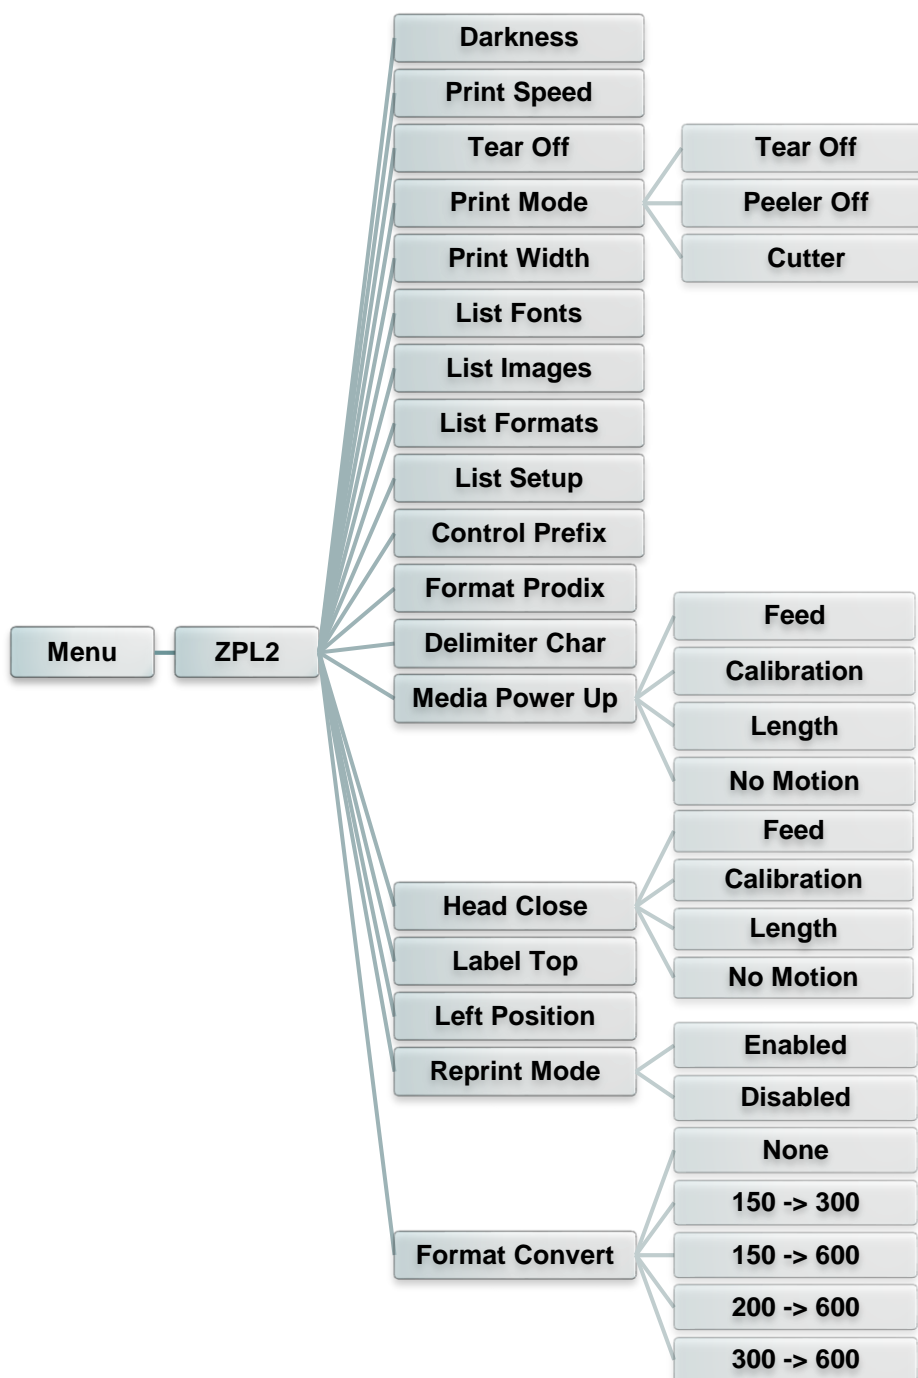 Menu
ZPL2
Darkness
Print Speed
Tear Off
Print Mode
Tear Off
Peeler Off
Cutter
Print Width
List Fonts
List Images
List Formats
List Setup
Control Prefix
Format Prodix
Delimiter Char
Media Power Up
Feed
Calibration
Length
No Motion
Head Close
Feed
Calibration
Length
No Motion
Label Top
Left Position
Reprint Mode
Enabled
Disabled
Format Convert
None
150 -> 300
150 -> 600
200 -> 600
300 -> 600